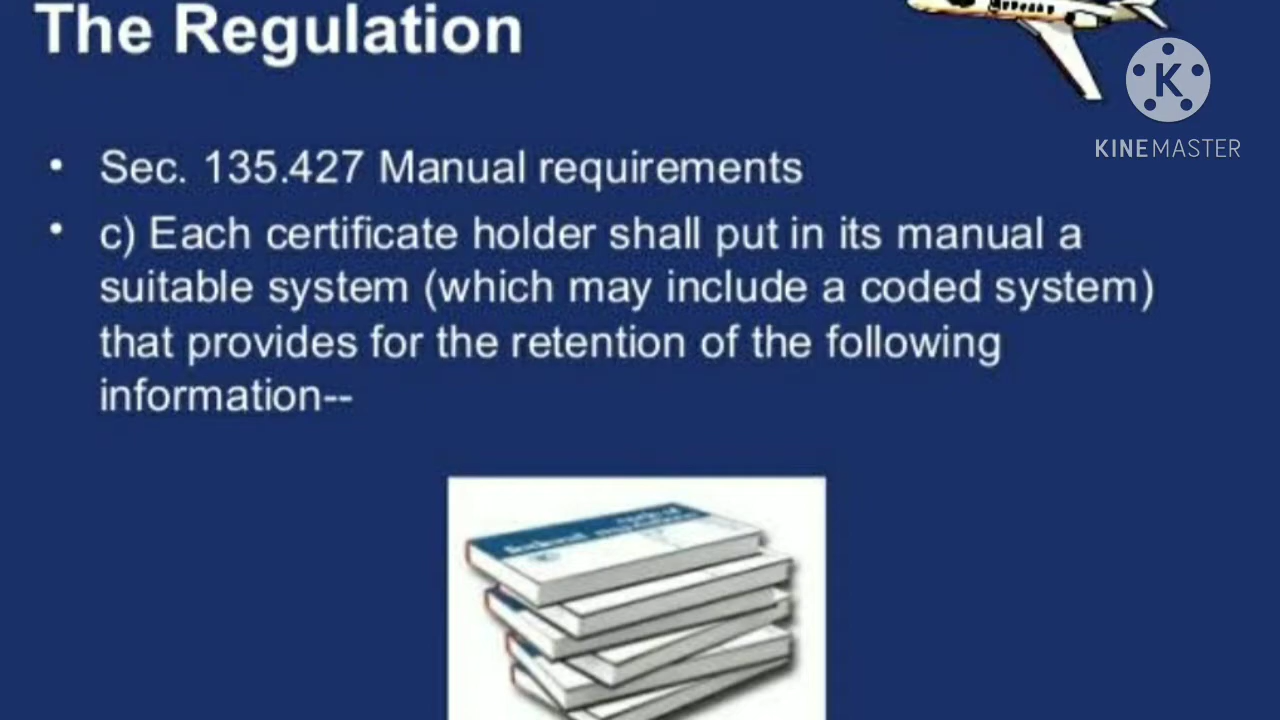 The Regulation
KINEMASTER
• Sec. 135.427 Manual requirements
• c) Each certificate holder shall put in its manual a
suitable system (which may include a coded system)
that provides for the retention of the following
information--